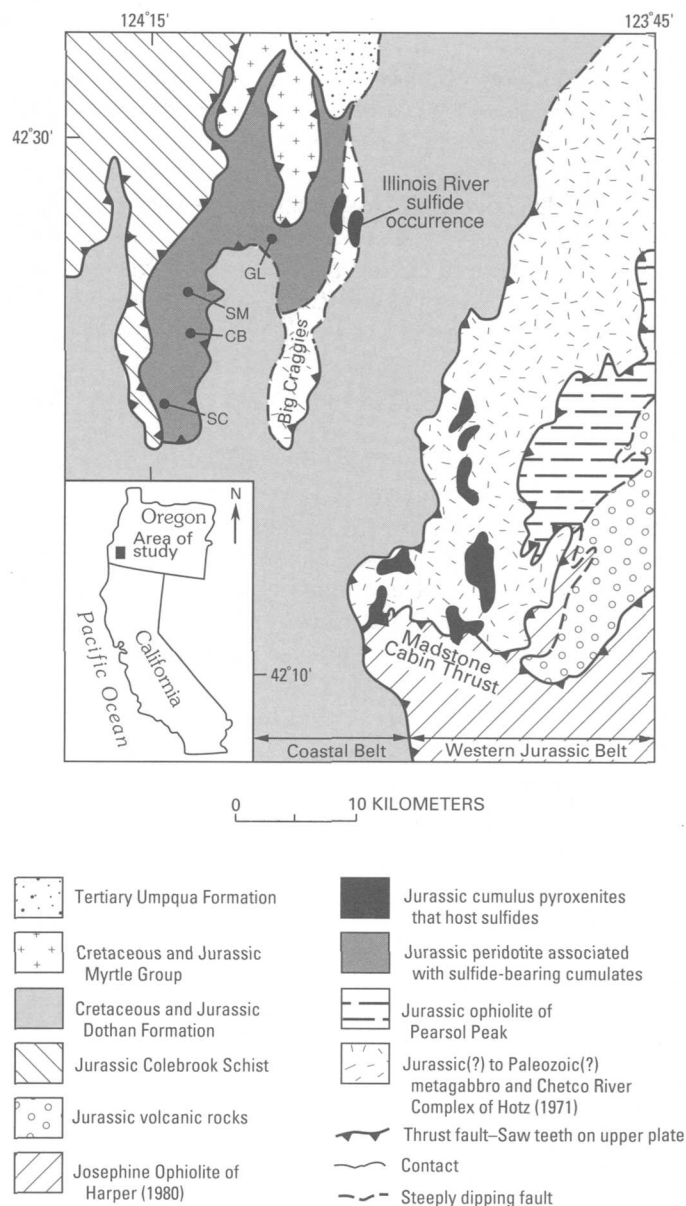 124°15'
123°45'
42°30'
Illinois River
sulfide
occurrence
GL
SM
CB
SC
Big Craggies
N
Oregon
Area of
study
California
Pacific Ocean
42°10'
Madstone
Cabin Thrust
Coastal Belt
Western Jurassic Belt
0
10 KILOMETERS
Tertiary Umpqua Formation
Cretaceous and Jurassic
Myrtle Group
Cretaceous and Jurassic
Dothan Formation
Jurassic Colebrook Schist
Jurassic volcanic rocks
Josephine Ophiolite of
Harper (1980)
Jurassic cumulus pyroxenites
that host sulfides
Jurassic peridotite associated
with sulfide-bearing cumulates
Jurassic ophiolite of
Pearsol Peak
Jurassic(?) to Paleozoic(?)
metagabbro and Chetco River
Complex of Hotz (1971)
Thrust fault–Saw teeth on upper plate
Contact
Steeply dipping fault